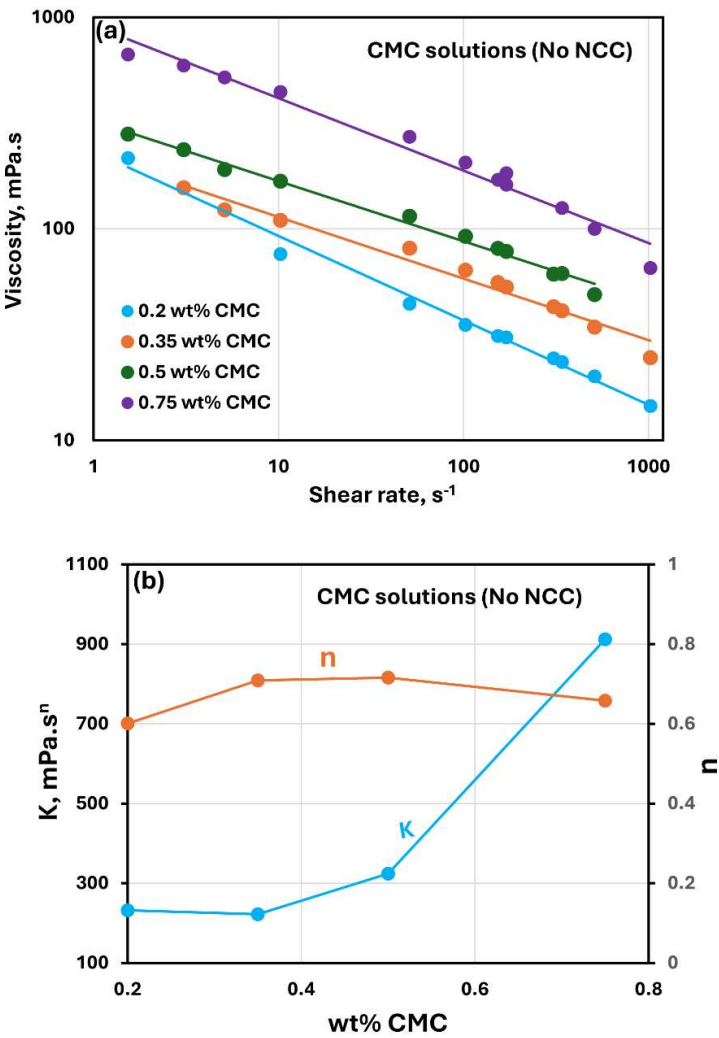 (a)
CMC solutions (No NCC)
1000
100
10
Viscosity, mPa.s
0.2 wt% CMC
0.35 wt% CMC
0.5 wt% CMC
0.75 wt% CMC
1 10 100 1000
Shear rate, s⁻¹
(b)
CMC solutions (No NCC)
1100
900
700
500
300
100
K, mPa.sⁿ
n
K
1
0.8
0.6
0.4
0.2
0
n
0.2 0.4 0.6 0.8
wt% CMC